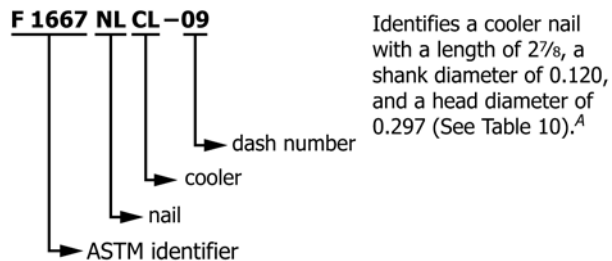 F 1667 NL CL – 09
Identifies a cooler nail
with a length of 2⅞, a
shank diameter of 0.120,
and a head diameter of
0.297 (See Table 10).ᴬ
dash number
cooler
nail
ASTM identifier